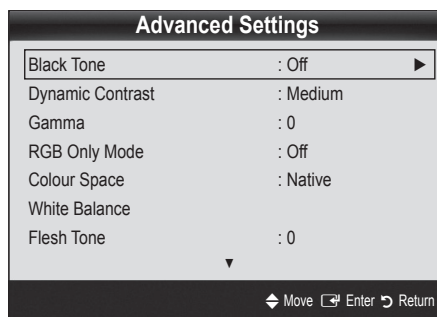 Advanced Settings
Black Tone : Off ▶
Dynamic Contrast : Medium
Gamma : 0
RGB Only Mode : Off
Colour Space : Native
White Balance
Flesh Tone : 0
▼
Move Enter Return